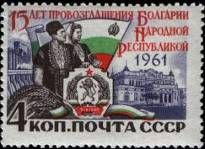 15 ЛЕТ ПРОВОЗГЛАШЕНИЯ БОЛГАРИИ
НАРОДНОЙ
РЕСПУБЛИКОЙ
1961
4 КОП. ПОЧТА СССР